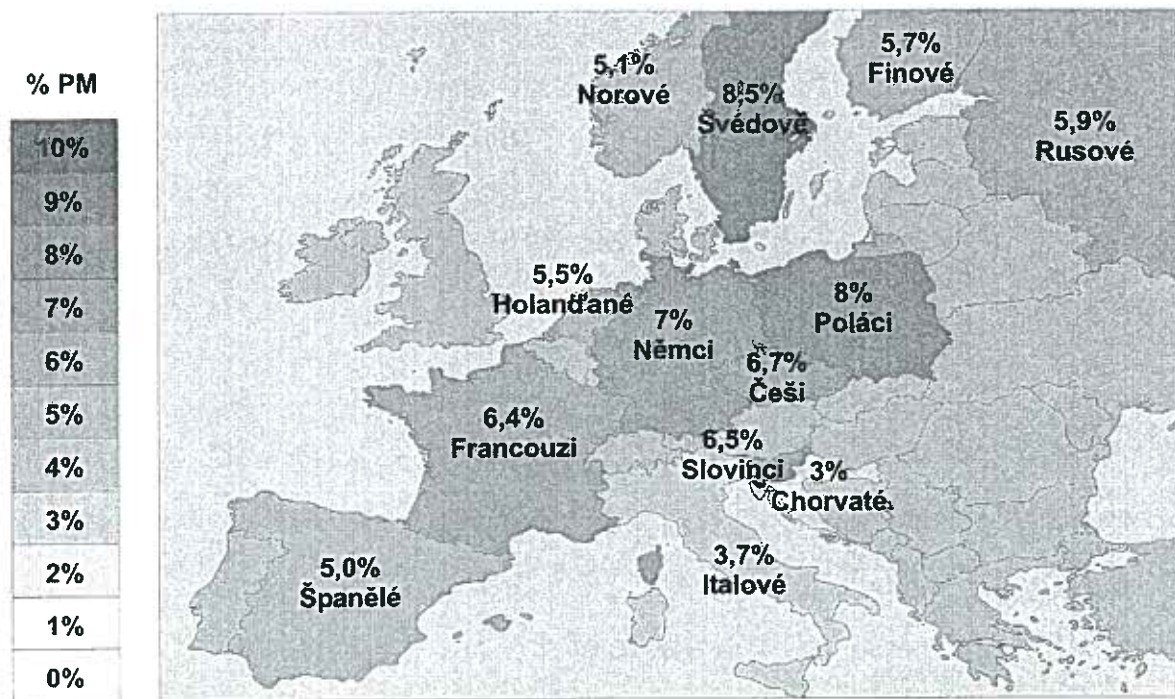 % PM
10%
9%
8%
7%
6%
5%
4%
3%
2%
1%
0%
5,1%
Norové
8,5%
Švédově
5,7%
Finové
5,9%
Rusové
5,5%
Holanďané
7%
Němci
8%
Poláci
6,7%
Češi
6,4%
Francouzi
6,5%
Slovinci
3%
Chorvaté
3,7%
Italové
5,0%
Španělé